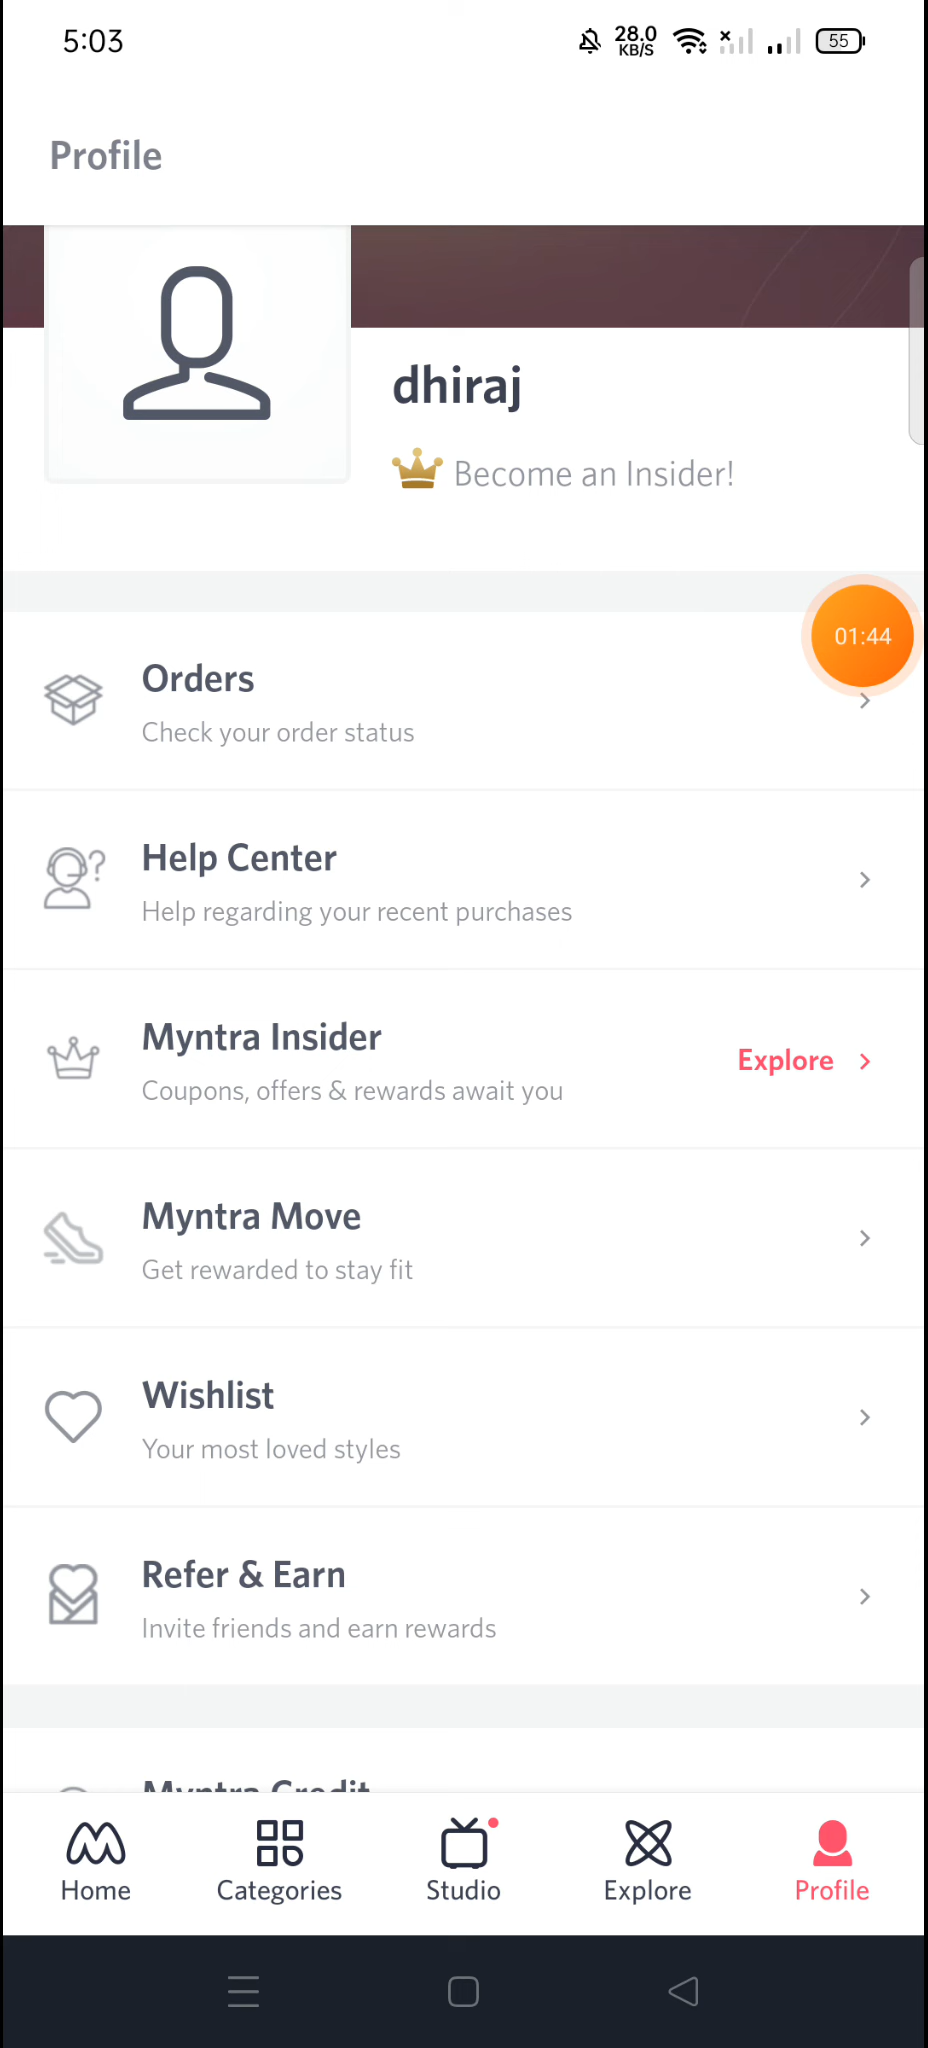 5:03
28.0
KB/S
55
Profile
dhiraj
Become an Insider!
01:44
Orders
Check your order status
Help Center
Help regarding your recent purchases
Myntra Insider
Explore
Coupons, offers & rewards await you
Myntra Move
Get rewarded to stay fit
Wishlist
Your most loved styles
Refer & Earn
Invite friends and earn rewards
Myntra Credit
Home
Categories
Studio
Explore
Profile